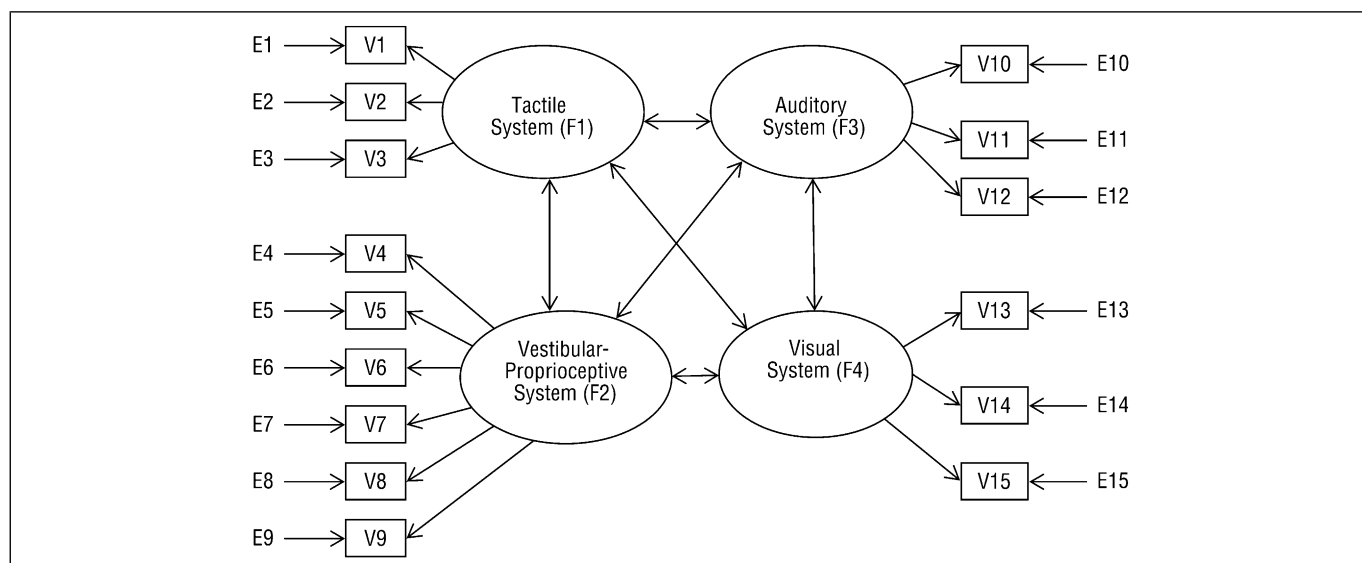 E1 V1
E2 V2
E3 V3
Tactile
System (F1)
Auditory
System (F3)
V10 E10
V11 E11
V12 E12
E4 V4
E5 V5
E6 V6
E7 V7
E8 V8
E9 V9
Vestibular-
Proprioceptive
System (F2)
Visual
System (F4)
V13 E13
V14 E14
V15 E15